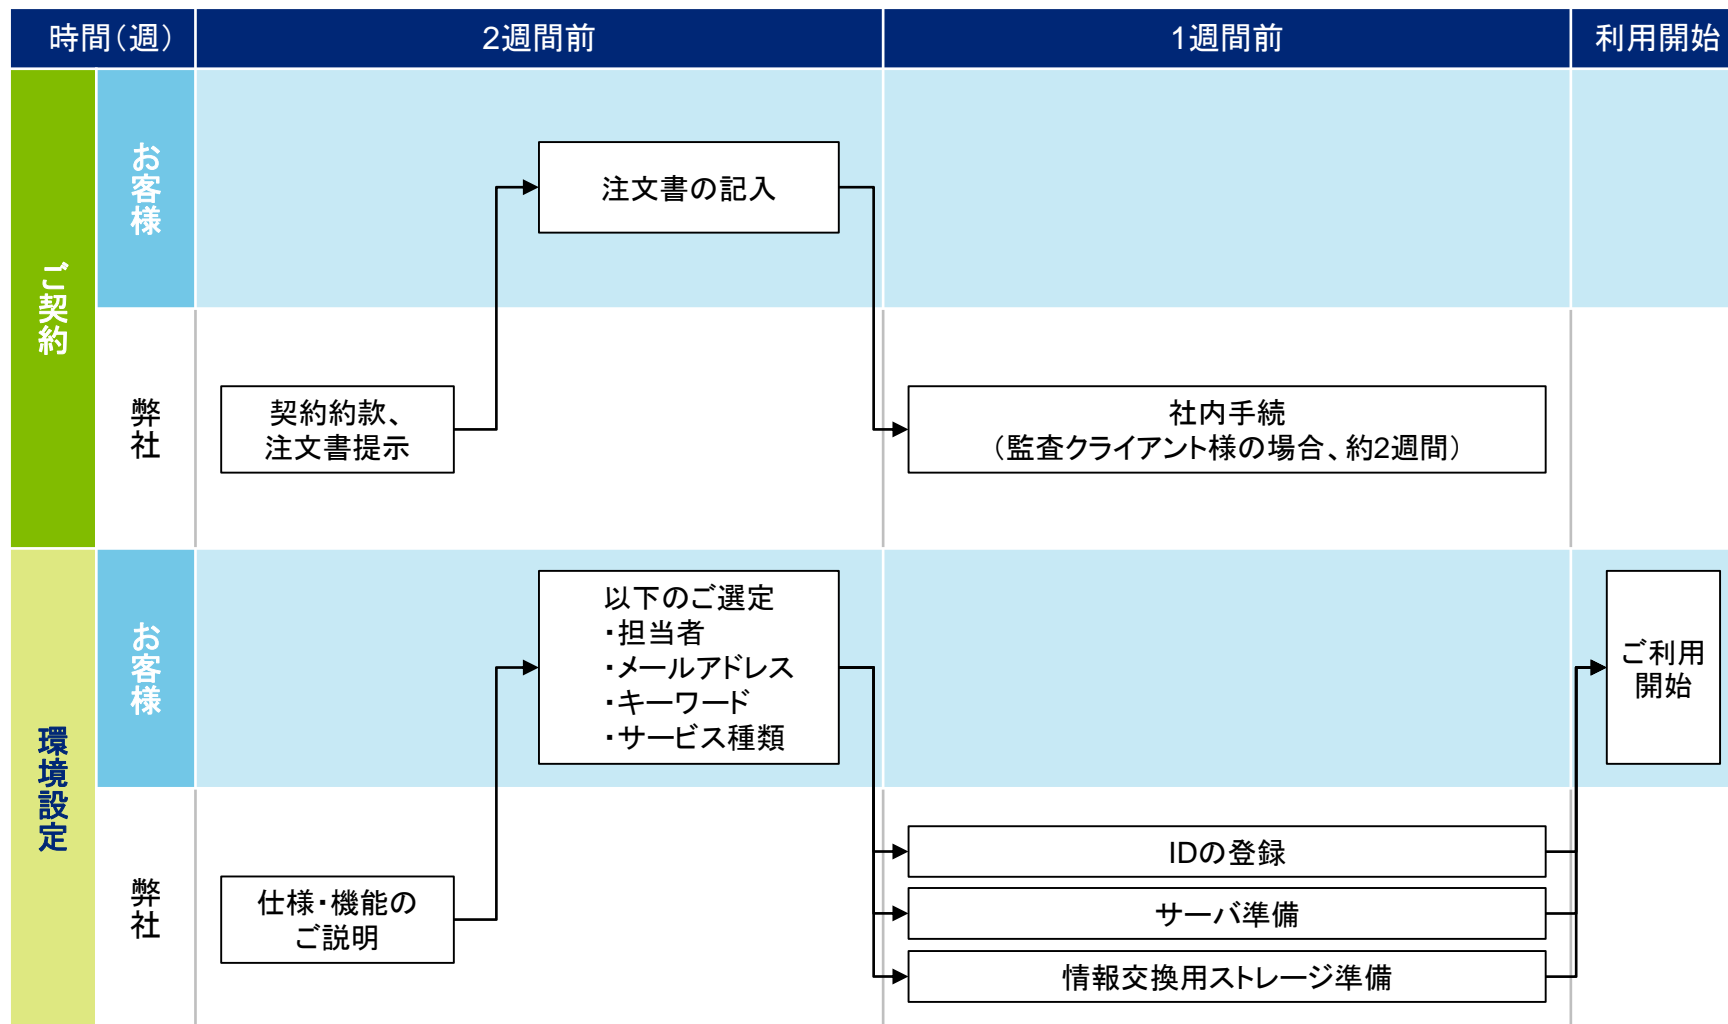 時間（週）
2週間前
1週間前
利用開始
ご契約
お客様
注文書の記入
弊社
契約約款、
注文書提示
社内手続
（監査クライアント様の場合、約2週間）
環境設定
お客様
以下のご選定
・担当者
・メールアドレス
・キーワード
・サービス種類
ご利用
開始
弊社
仕様・機能の
ご説明
IDの登録
サーバ準備
情報交換用ストレージ準備